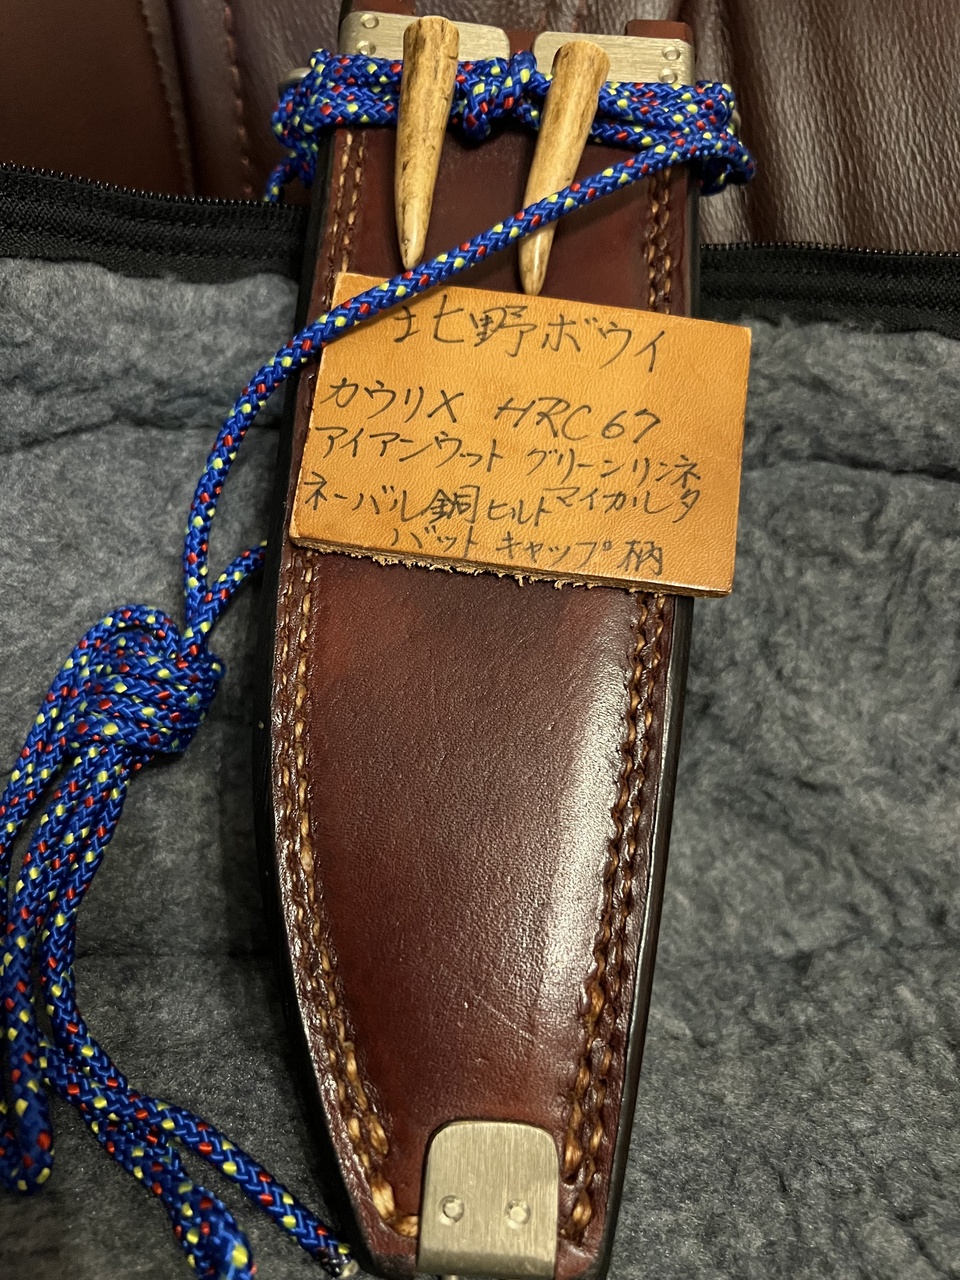 北野ボウイ
カウリX HRC67
アイアンウット グリーンリンネ
ネーバル銅ヒルト マイカルタ
バット キャップ 柄